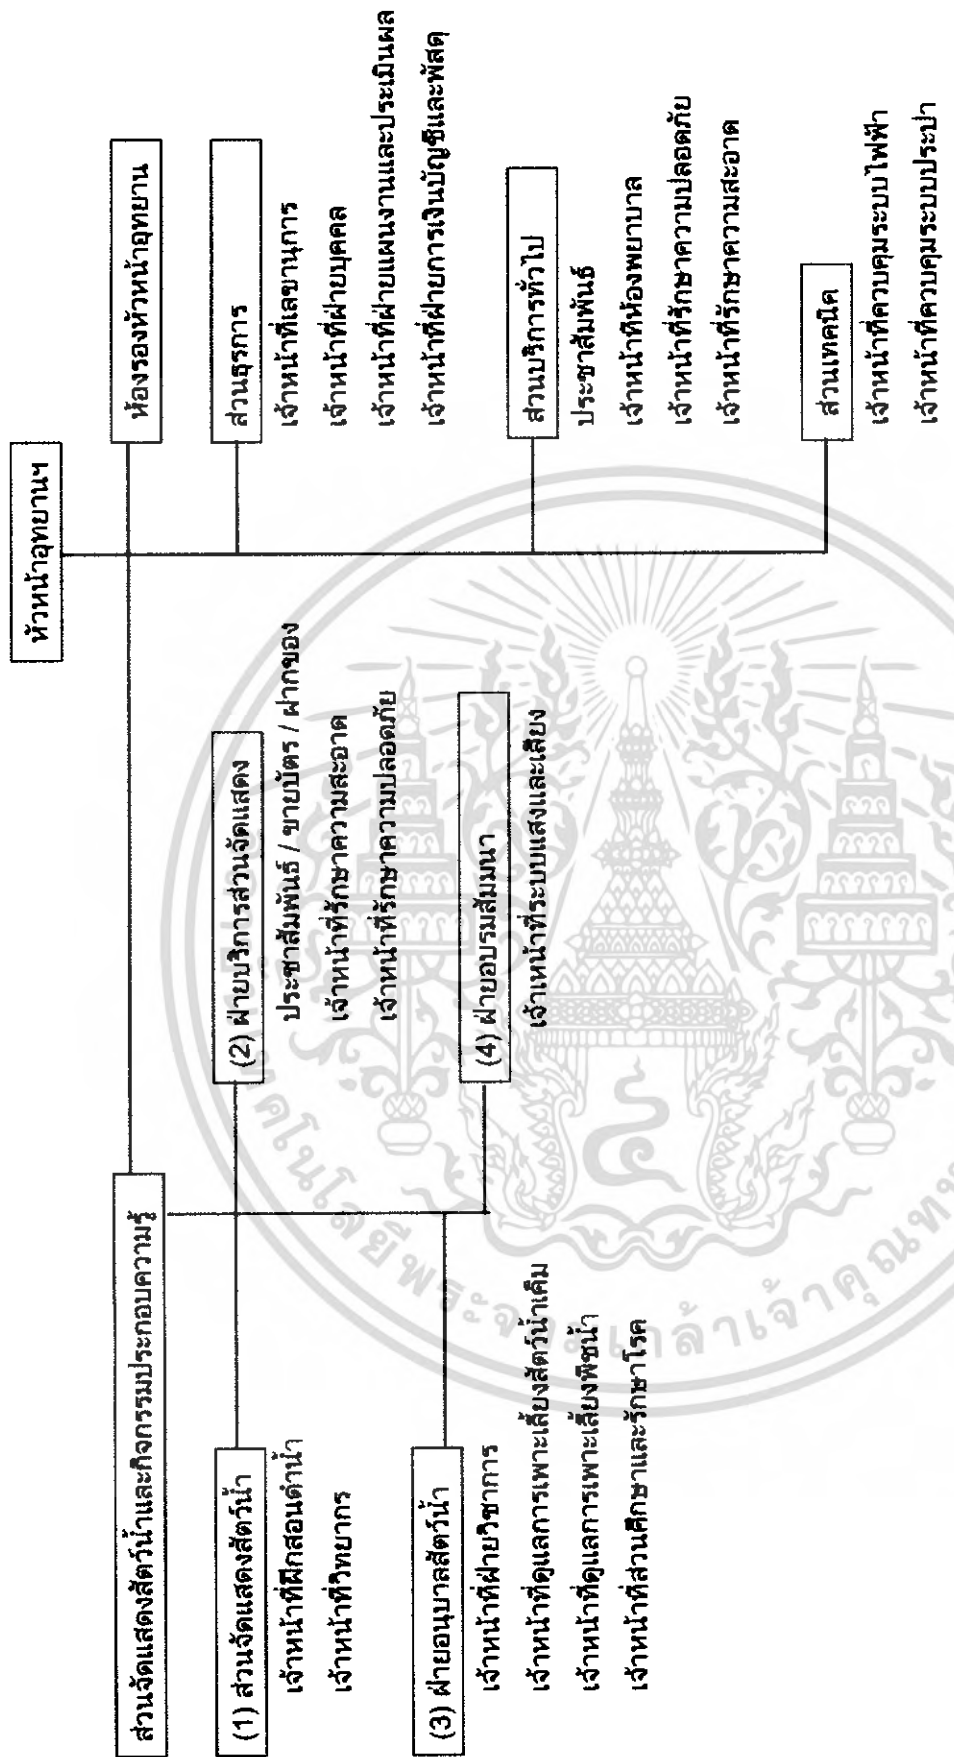 หัวหน้าอุทยานฯ
ส่วนจัดแสดงสัตว์น้ำและกิจกรรมประกอบความรู้
ห้องรองหัวหน้าอุทยาน
(1) ส่วนจัดแสดงสัตว์น้ำ
เจ้าหน้าที่ฝึกสอนดำน้ำ
เจ้าหน้าที่วิทยากร
(2) ฝ่ายบริการส่วนจัดแสดง
ประชาสัมพันธ์ / ขายบัตร / ฝากของ
เจ้าหน้าที่รักษาความสะอาด
เจ้าหน้าที่รักษาความปลอดภัย
(3) ฝ่ายอนุบาลสัตว์น้ำ
เจ้าหน้าที่ฝ่ายวิชาการ
เจ้าหน้าที่ดูแลการเพาะเลี้ยงสัตว์น้ำเค็ม
เจ้าหน้าที่ดูแลการเพาะเลี้ยงพืชน้ำ
เจ้าหน้าที่ส่วนศึกษาและรักษาโรค
(4) ฝ่ายอบรมสัมมนา
เจ้าเหน้าที่ระบบแสงและเสียง
ส่วนธุรการ
เจ้าหน้าที่เลขานุการ
เจ้าหน้าที่ฝ่ายบุคคล
เจ้าหน้าที่ฝ่ายแผนงานและประเมินผล
เจ้าหน้าที่ฝ่ายการเงินบัญชีและพัสดุ
ส่วนบริการทั่วไป
ประชาสัมพันธ์
เจ้าหน้าที่ห้องพยาบาล
เจ้าหน้าที่รักษาความปลอดภัย
เจ้าหน้าที่รักษาความสะอาด
ส่วนเทคนิค
เจ้าหน้าที่ควบคุมระบบไฟฟ้า
เจ้าหน้าที่ควบคุมระบบประปา